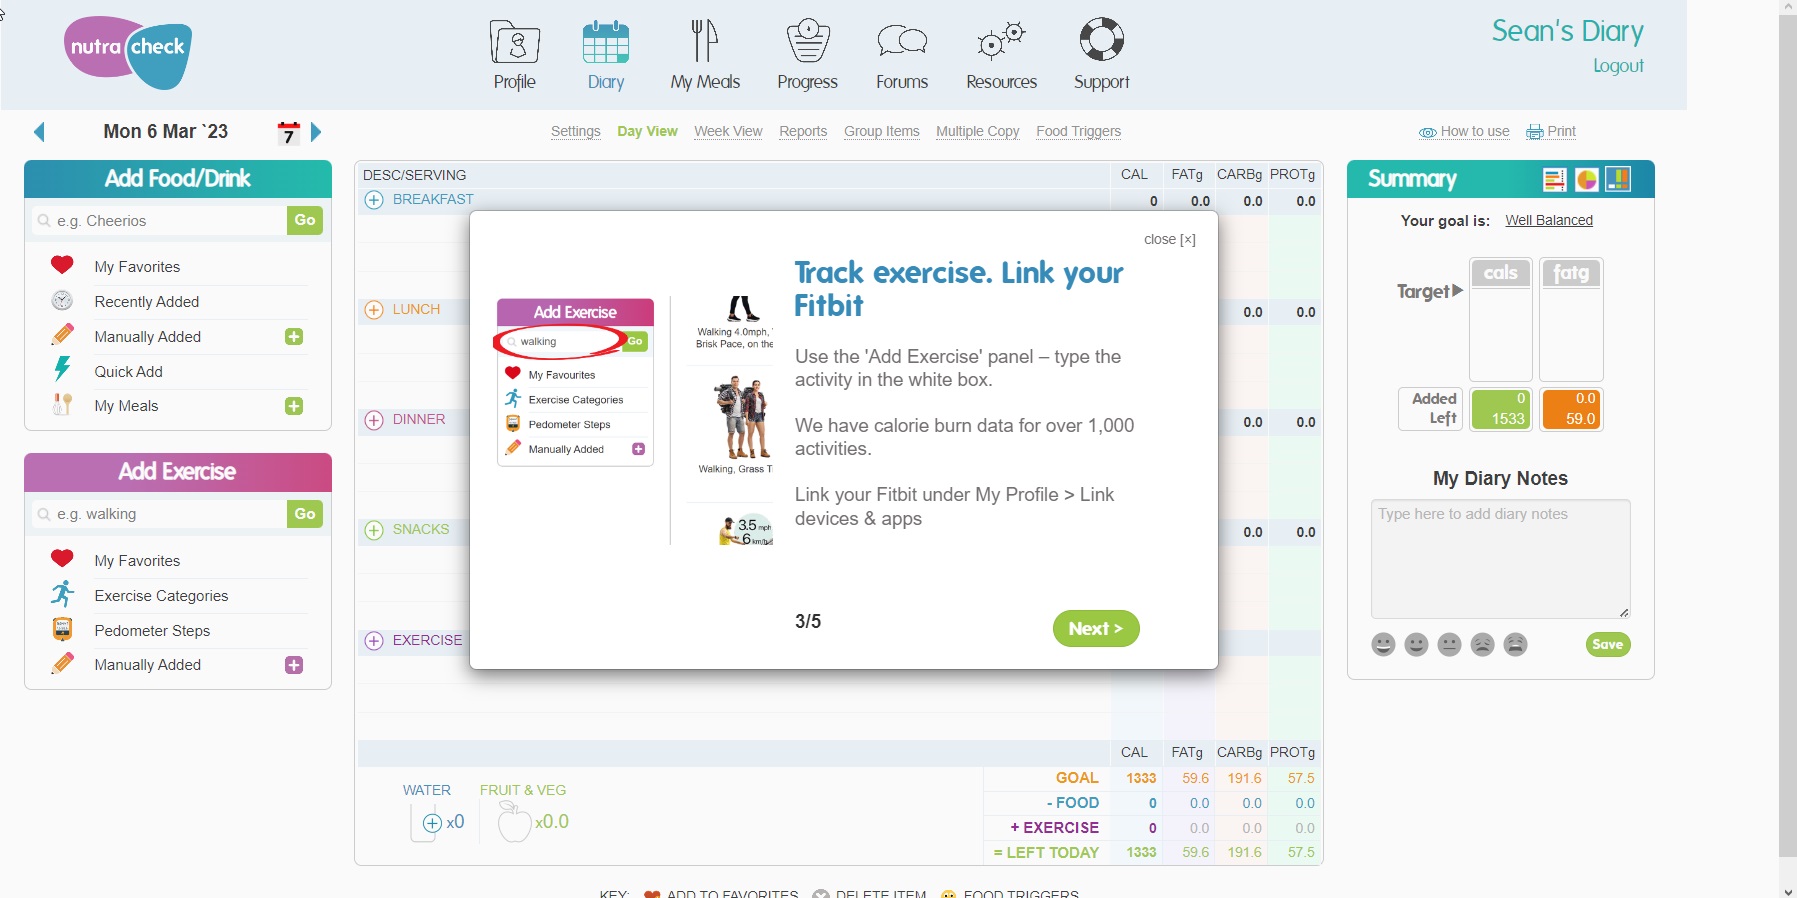 nutracheck
Profile
Diary
My Meals
Progress
Forums
Resources
Support
Sean's Diary
Logout
Mon 6 Mar `23
7
Settings
Day View
Week View
Reports
Group Items
Multiple Copy
Food Triggers
How to use
Print
Add Food/Drink
e.g. Cheerios
Go
My Favorites
Recently Added
Manually Added
Quick Add
My Meals
Add Exercise
e.g. walking
Go
My Favorites
Exercise Categories
Pedometer Steps
Manually Added
DESC/SERVING CAL FATg CARBg PROTg
BREAKFAST 0 0.0 0.0 0.0
LUNCH 0.0 0.0
DINNER 0.0 0.0
SNACKS 0.0 0.0
EXERCISE
close [×]
Track exercise. Link your
Fitbit
Use the 'Add Exercise' panel – type the
activity in the white box.
We have calorie burn data for over 1,000
activities.
Link your Fitbit under My Profile > Link
devices & apps
3/5
Next >
Add Exercise
walking
Go
My Favourites
Exercise Categories
Pedometer Steps
Manually Added
Walking 4.0mph,
Brisk Pace, on the
Walking, Grass T
3.5 mph
6 km/h
CAL FATg CARBg PROTg
GOAL 1333 59.6 191.6 57.5
- FOOD 0 0.0 0.0 0.0
+ EXERCISE 0 0.0 0.0 0.0
= LEFT TODAY 1333 59.6 191.6 57.5
WATER
x0
FRUIT & VEG
x0.0
KEY: ADD TO FAVORITES DELETE ITEM FOOD TRIGGERS
Summary
Your goal is: Well Balanced
cals fatg
Target
Added 0 0.0
Left 1533 59.0
My Diary Notes
Type here to add diary notes
Save